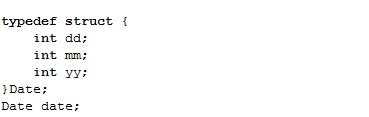 typedef struct {
    int dd;
    int mm;
    int yy;
}Date;
Date date;